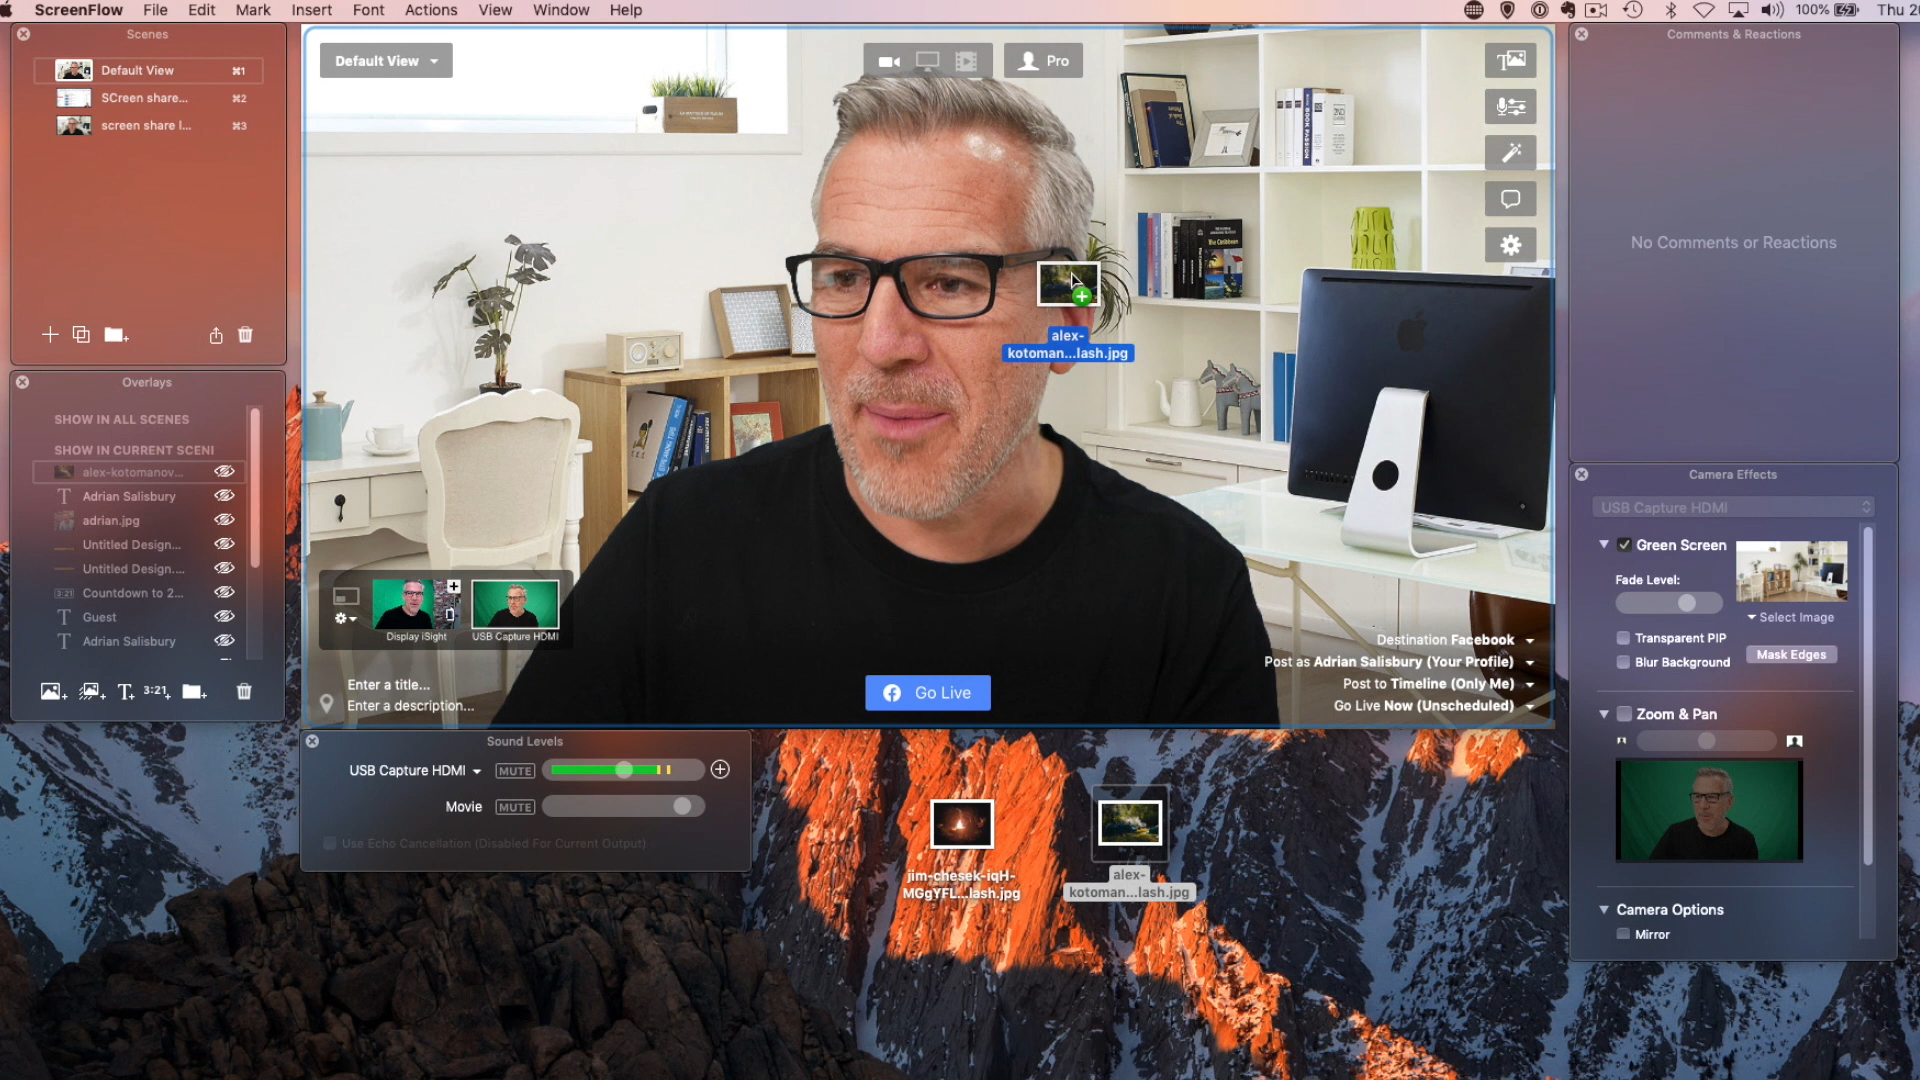 ScreenFlow File Edit Mark Insert Font Actions View Window Help
100%
Thu 2
Scenes
Default View ⌘1
SCreen share... ⌘2
screen share l... ⌘3
Overlays
SHOW IN ALL SCENES
SHOW IN CURRENT SCENI
alex-kotomanov...
T Adrian Salisbury
adrian.jpg
Untitled Design...
Untitled Design....
3:21 Countdown to 2...
T Guest
T Adrian Salisbury
T+ 3:21+
Default View
Pro
alex-
kotoman...lash.jpg
Display iSight
USB Capture HDMI
Enter a title...
Enter a description...
Go Live
Destination Facebook
Post as Adrian Salisbury (Your Profile)
Post to Timeline (Only Me)
Go Live Now (Unscheduled)
Sound Levels
USB Capture HDMI MUTE
Movie MUTE
Use Echo Cancellation (Disabled For Current Output)
jim-chesek-iqH-
MGgYFL...lash.jpg
alex-
kotoman...lash.jpg
Comments & Reactions
No Comments or Reactions
Camera Effects
USB Capture HDMI
Green Screen
Fade Level:
Select Image
Transparent PIP
Blur Background
Mask Edges
Zoom & Pan
Camera Options
Mirror